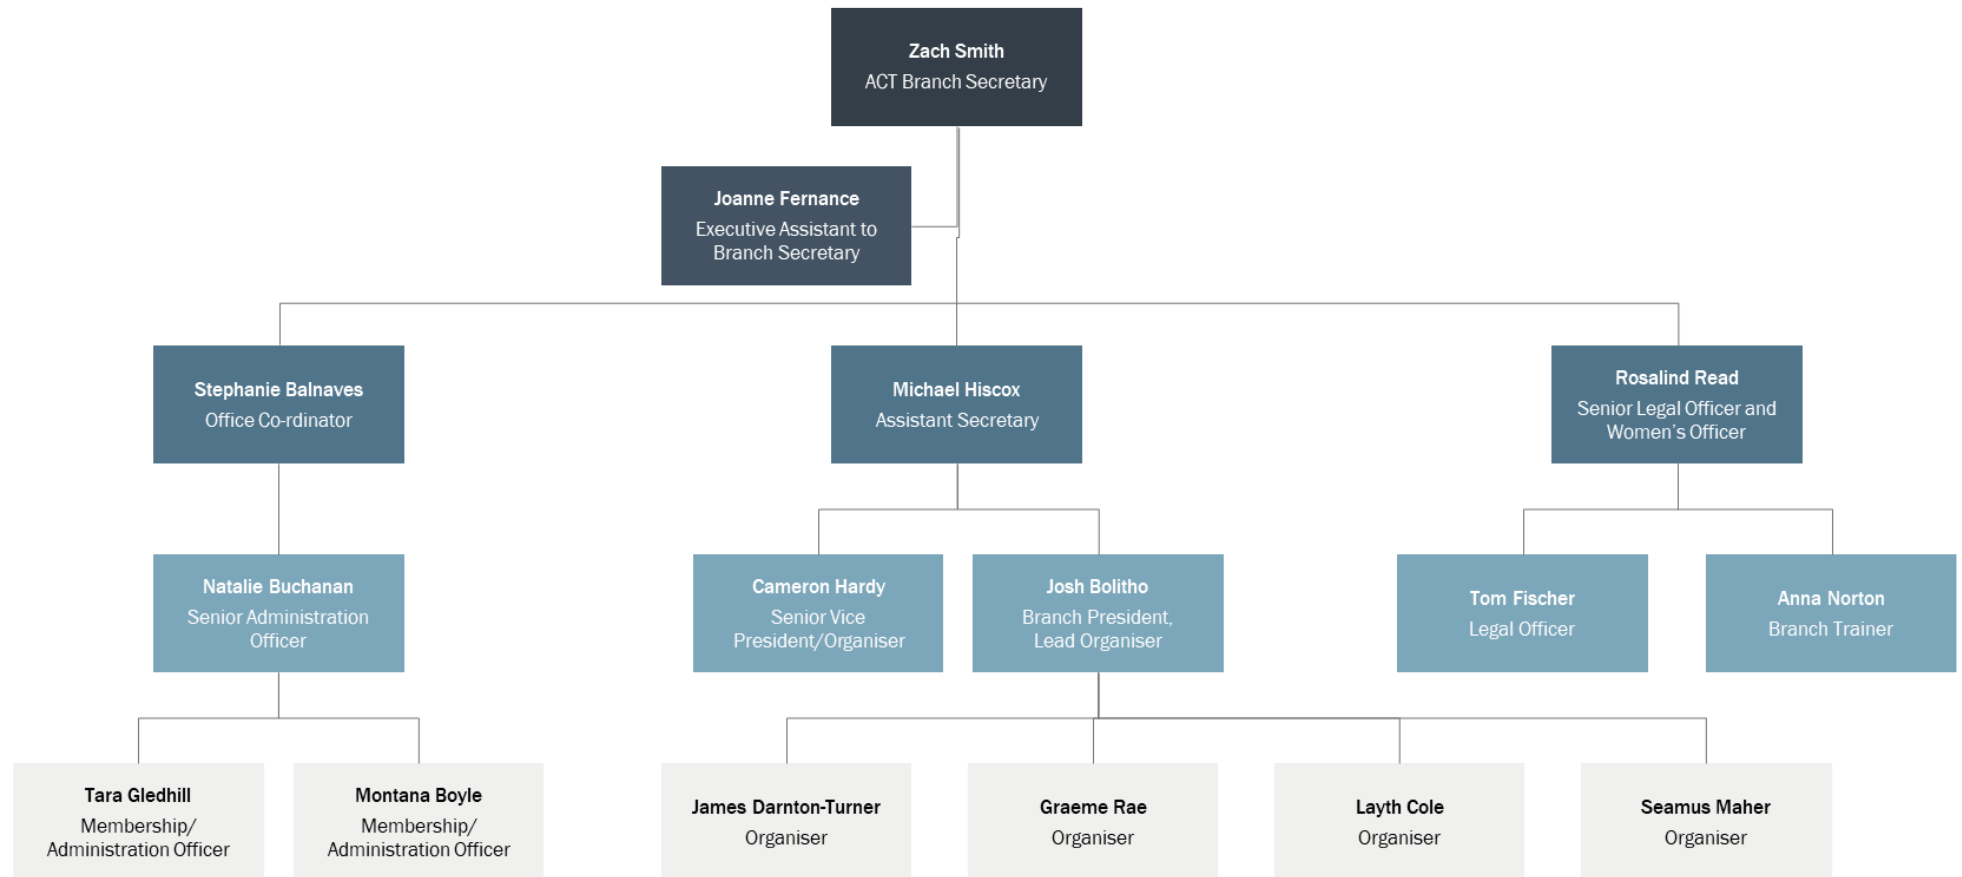 Zach Smith
ACT Branch Secretary
Joanne Fernance
Executive Assistant to
Branch Secretary
Stephanie Balnaves
Office Co-rdinator
Michael Hiscox
Assistant Secretary
Rosalind Read
Senior Legal Officer and
Women's Officer
Natalie Buchanan
Senior Administration
Officer
Cameron Hardy
Senior Vice
President/Organiser
Josh Bolitho
Branch President,
Lead Organiser
Tom Fischer
Legal Officer
Anna Norton
Branch Trainer
Tara Gledhill
Membership/
Administration Officer
Montana Boyle
Membership/
Administration Officer
James Darnton-Turner
Organiser
Graeme Rae
Organiser
Layth Cole
Organiser
Seamus Maher
Organiser